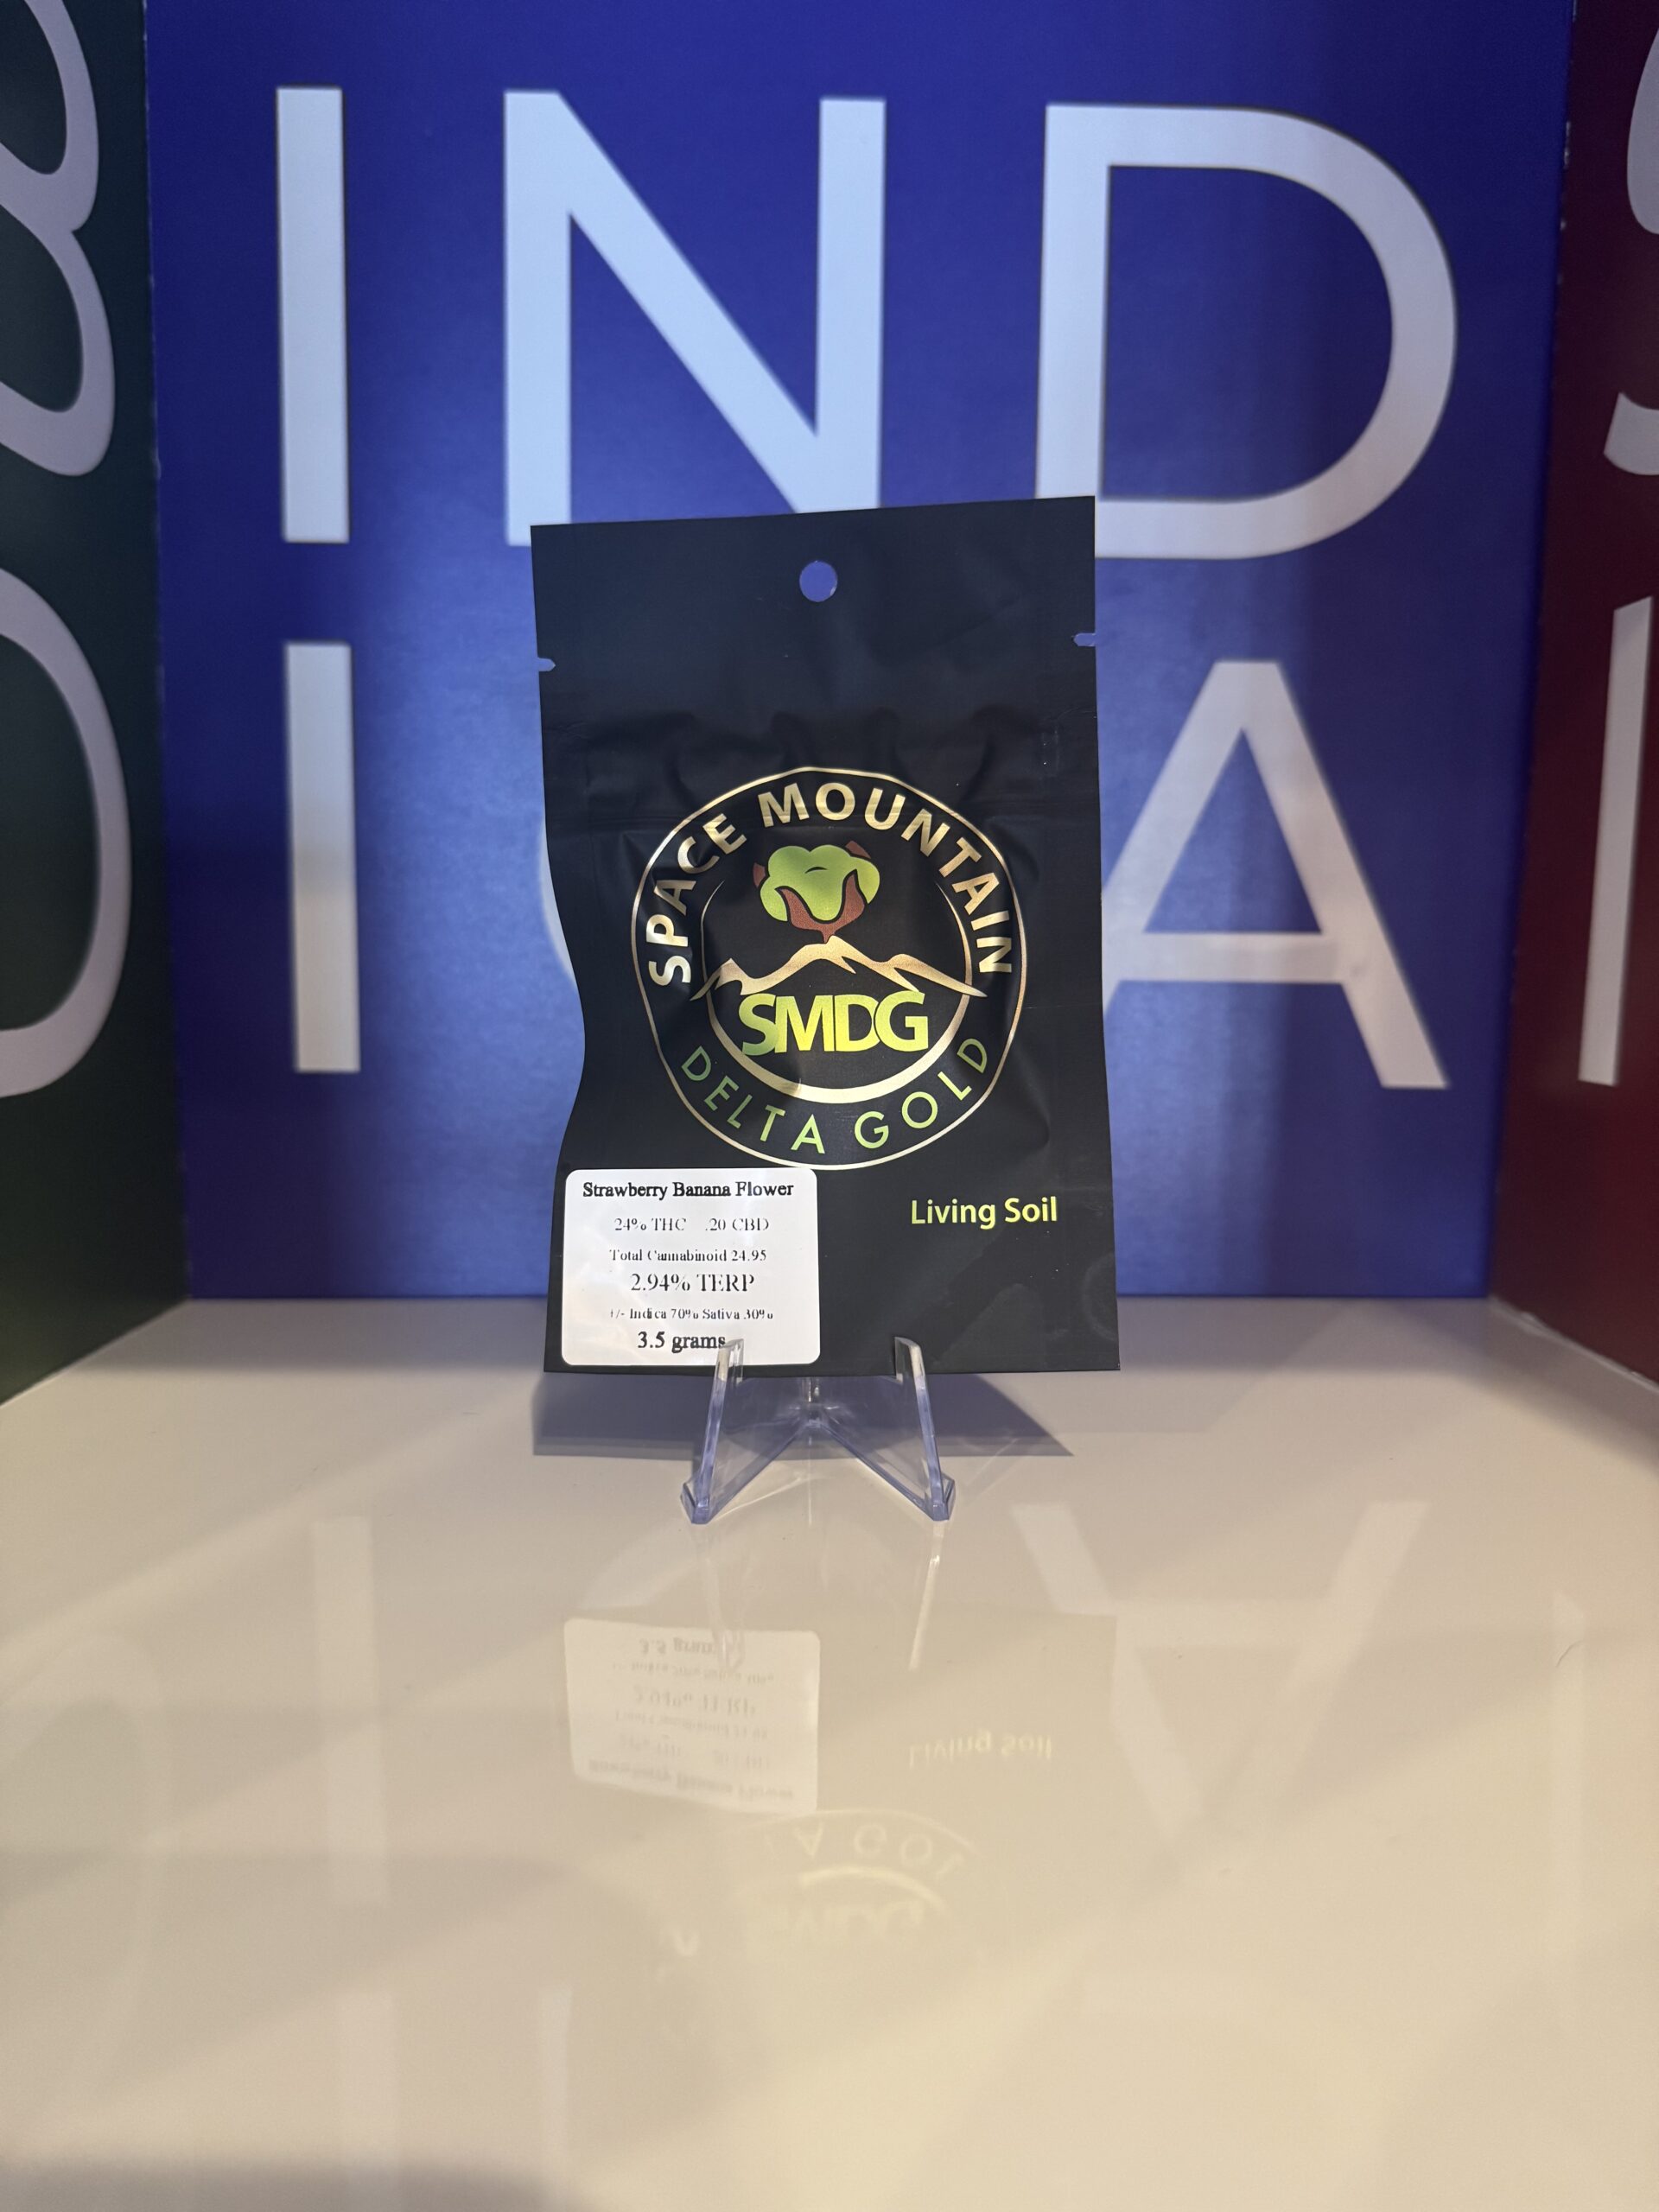 IND
ICA
SPACE MOUNTAIN
SMDG
DELTA GOLD
Living Soil
Strawberry Banana Flower
24% THC .20 CBD
Total Cannabinoid 24.95
2.94% TERP
+/- Indica 70% Sativa 30%
3.5 grams